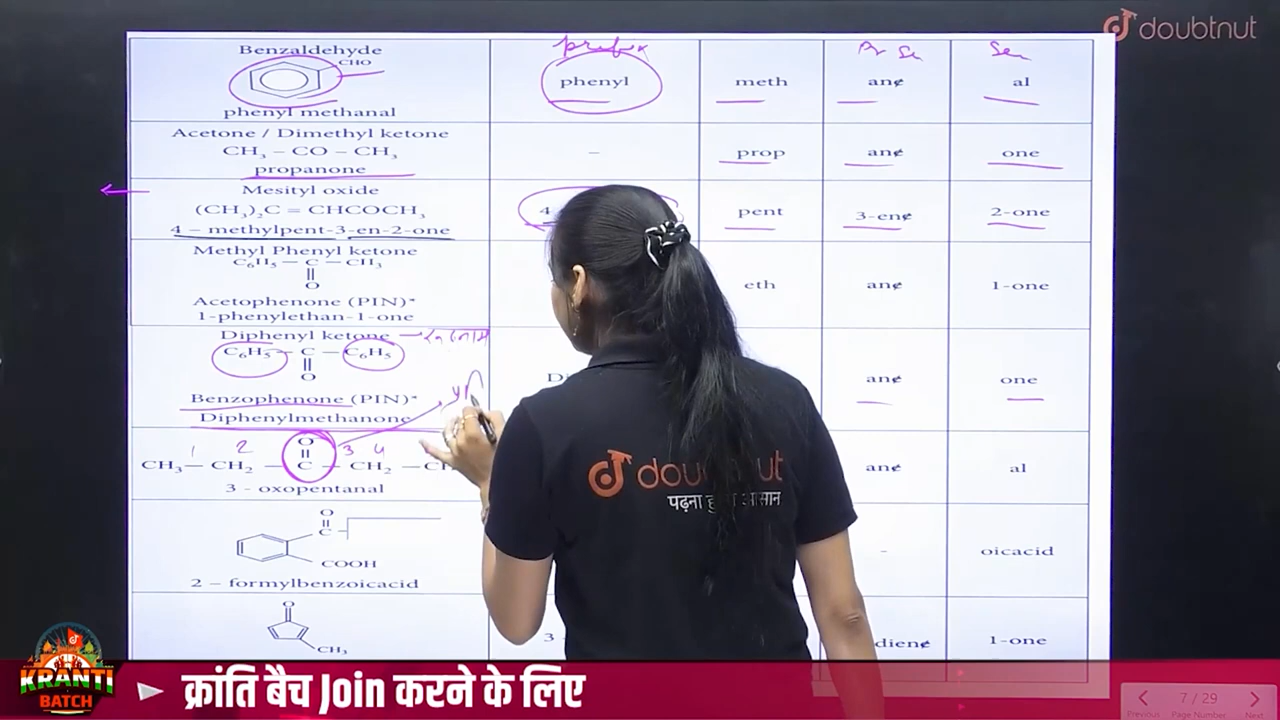 doubtnut
prefix
Benzaldehyde
CHO
phenyl methanal
phenyl
meth
ane
al
Acetone / Dimethyl ketone
CH₃ – CO – CH₃
propanone
–
prop
ane
one
Mesityl oxide
(CH₃)₂C = CHCOCH₃
4 – methylpent-3-en-2-one
4
pent
3-ene
2-one
Methyl Phenyl ketone
C₆H₅ — C — CH₃
O
Acetophenone (PIN)*
1-phenylethan-1-one
eth
ane
1-one
Diphenyl ketone
C₆H₅ — C — C₆H₅
O
Benzophenone (PIN)*
Diphenylmethanone
ane
one
O
1 2 3 4
CH₃ — CH₂ — C — CH₂ —
3 - oxopentanal
ane
al
O
C
COOH
2 – formylbenzoicacid
-
oicacid
O
CH₃
3
diene
1-one
doubtnut
पढ़ना हुआ आसान
KRANTI
BATCH
क्रांति बैच Join करने के लिए
7 / 29
Previous Page Number Next